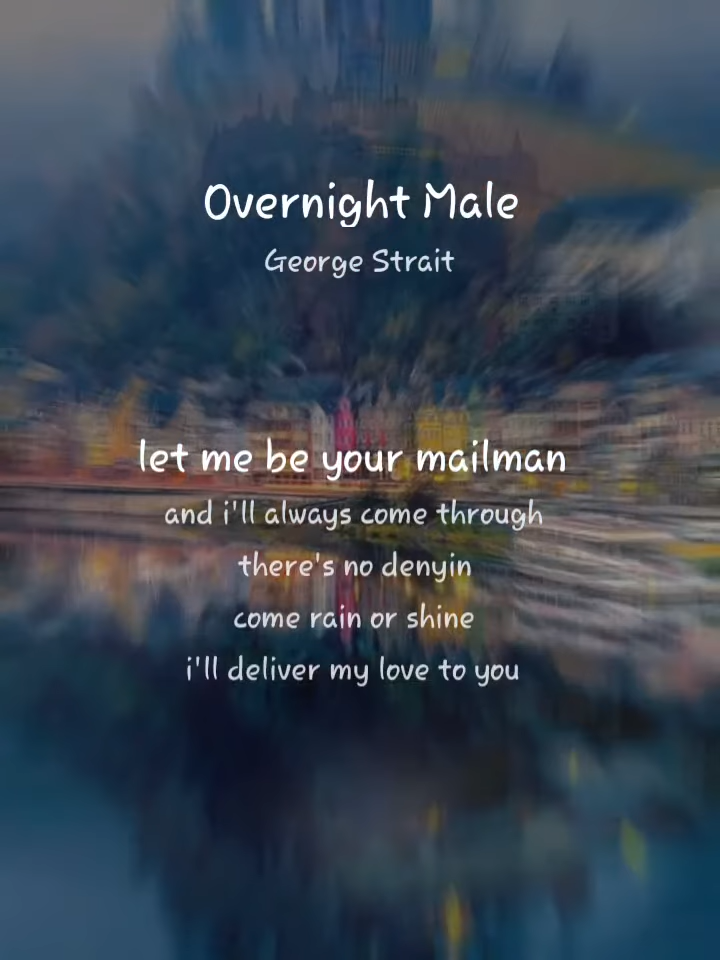 Overnight Male
George Strait
let me be your mailman
and i'll always come through
there's no denyin
come rain or shine
i'll deliver my love to you